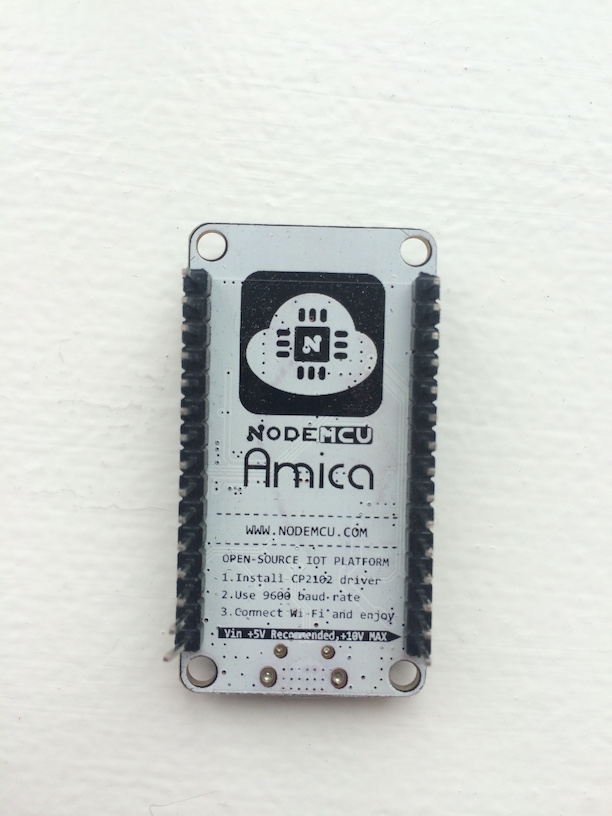 N
NODEMCU
Amica
WWW.NODEMCU.COM
OPEN-SOURCE IOT PLATFORM
1.Install CP2102 driver
2.Use 9600 baud-rate
3.Connect Wi-Fi and enjoy
Vin +5V Recommended,+10V MAX